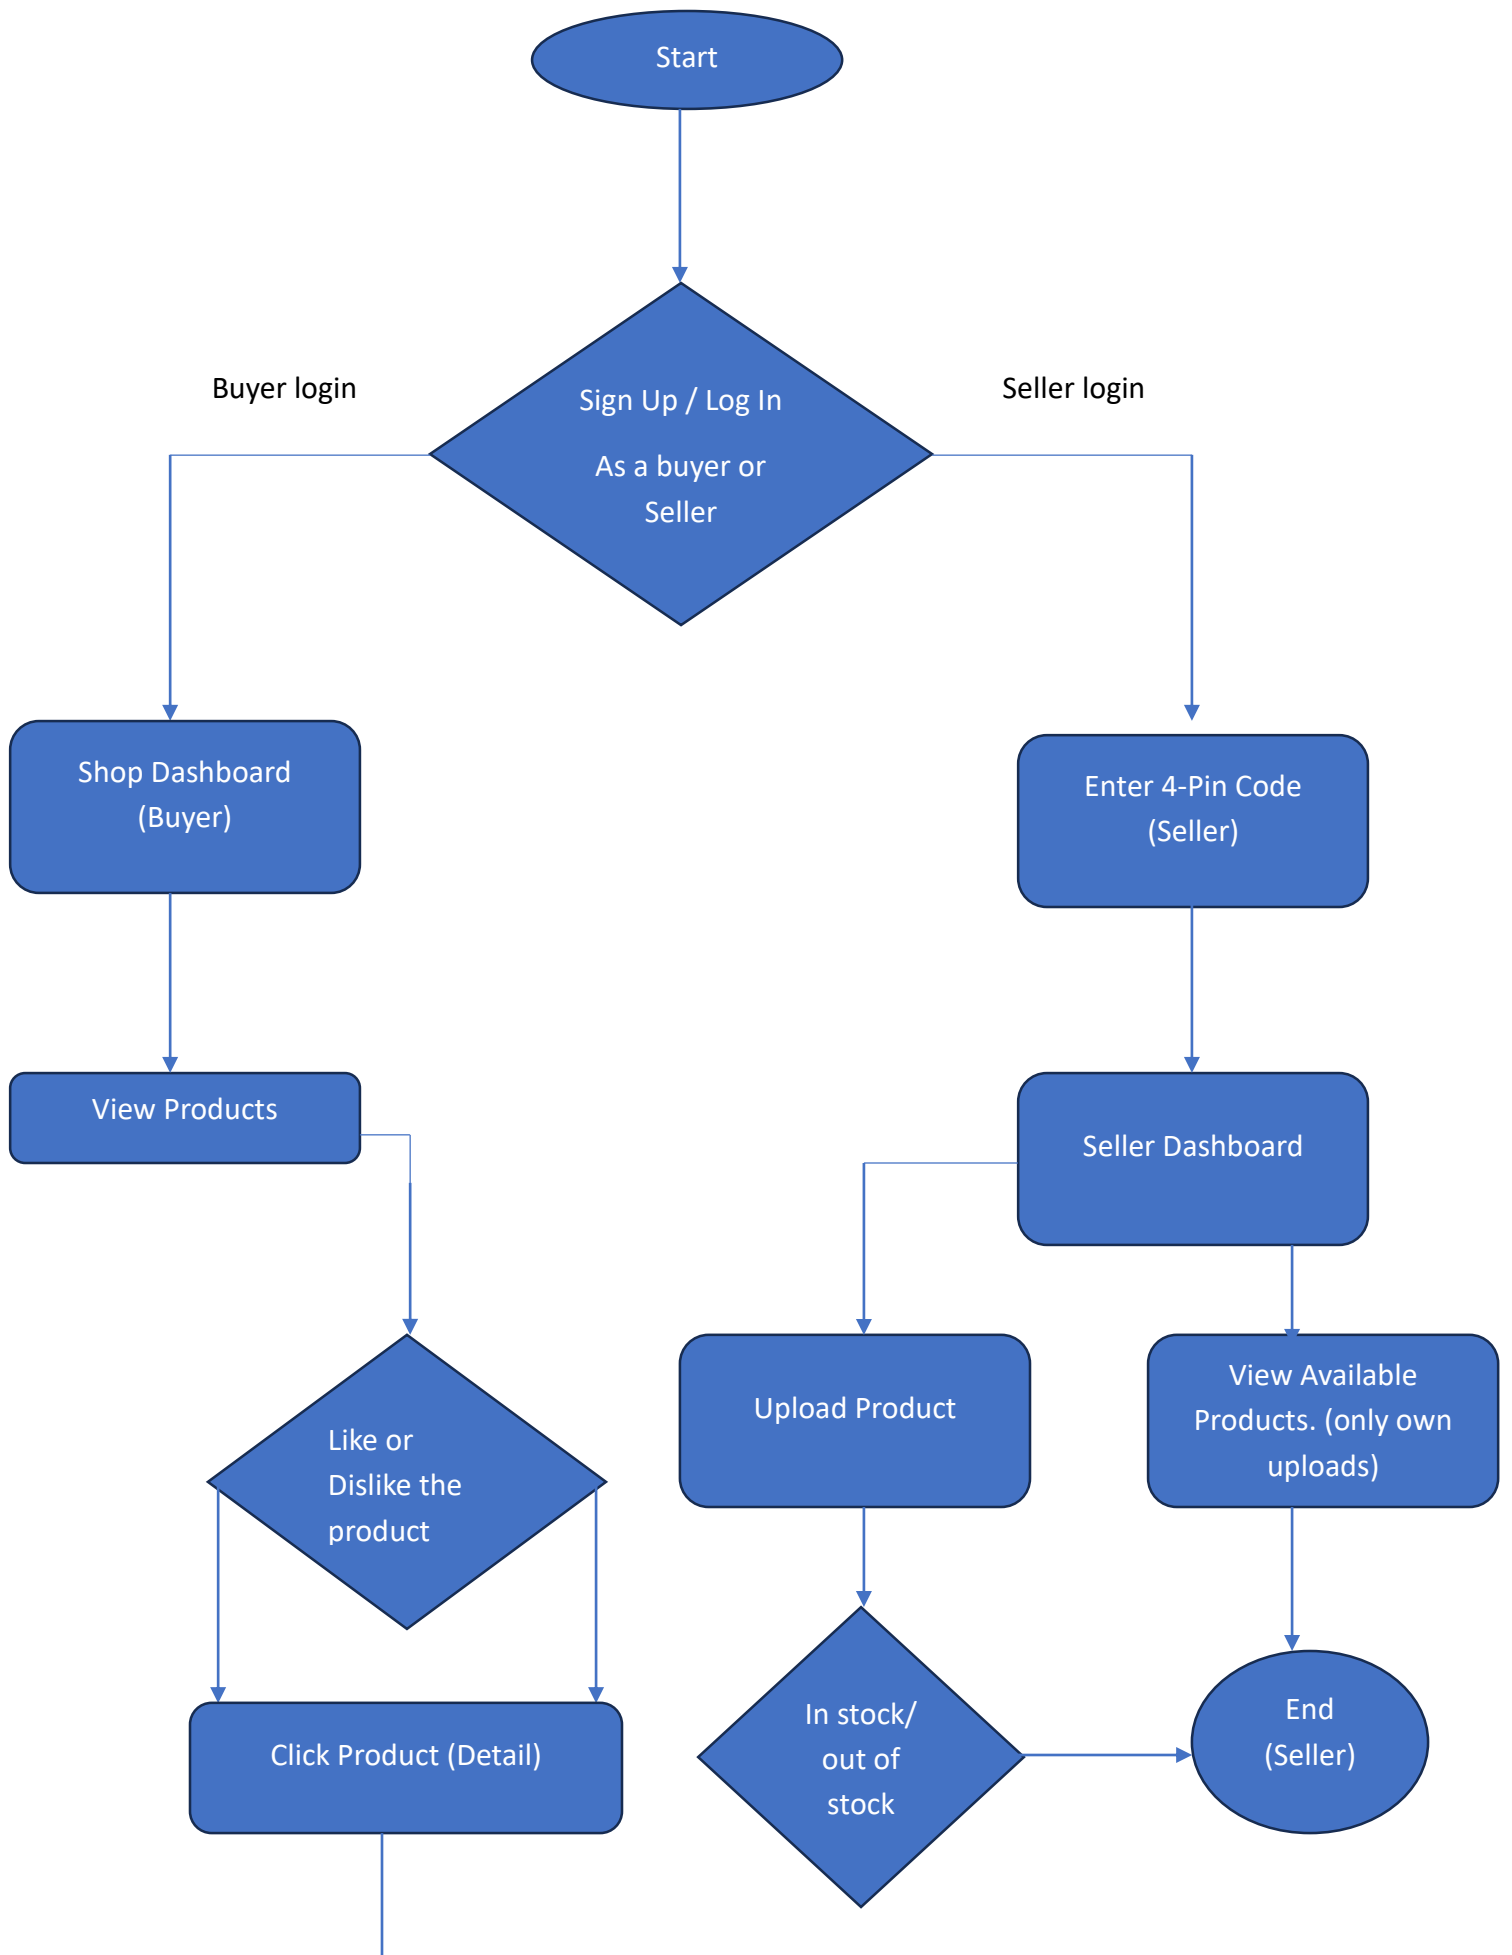 Start
Buyer login
Seller login
Sign Up / Log In
As a buyer or
Seller
Shop Dashboard
(Buyer)
Enter 4-Pin Code
(Seller)
View Products
Seller Dashboard
Like or
Dislike the
product
Upload Product
View Available
Products. (only own
uploads)
Click Product (Detail)
In stock/
out of
stock
End
(Seller)